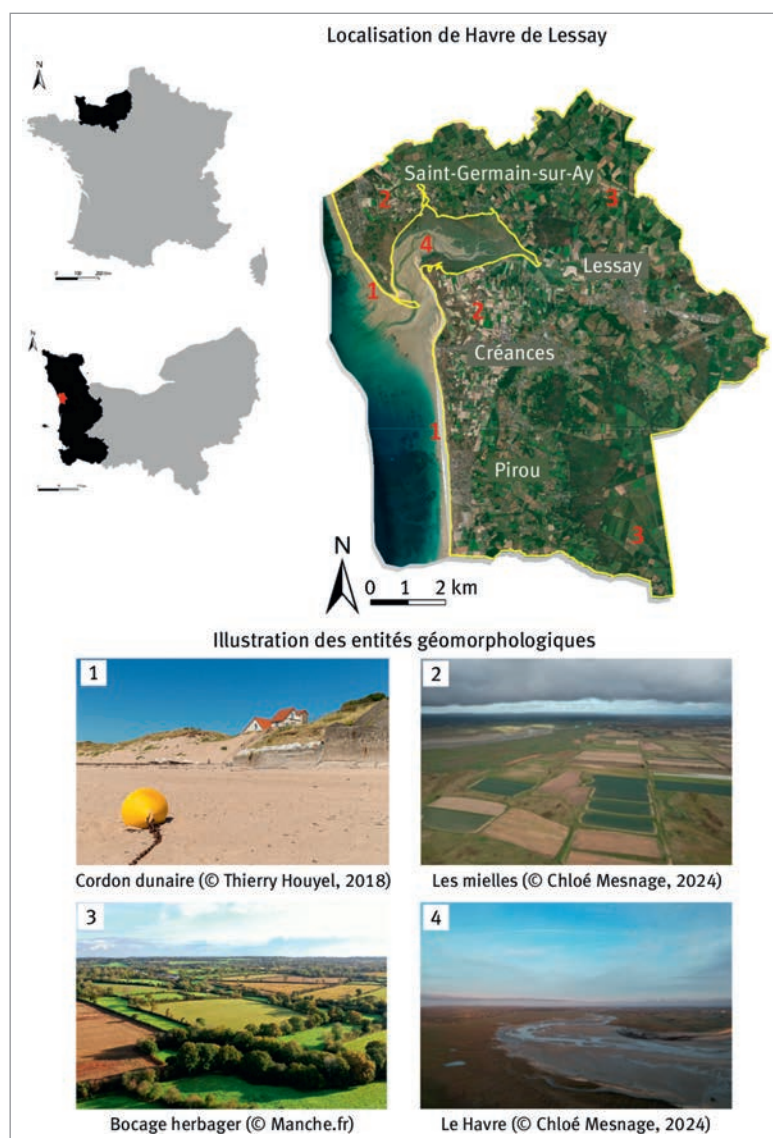 Localisation de Havre de Lessay
N
N
Saint-Germain-sur-Ay
2
3
4
Lessay
1
2
Créances
1
Pirou
3
N
0 1 2 km
Illustration des entités géomorphologiques
1
2
Cordon dunaire (© Thierry Houyel, 2018)
Les mielles (© Chloé Mesnage, 2024)
3
4
Bocage herbager (© Manche.fr)
Le Havre (© Chloé Mesnage, 2024)